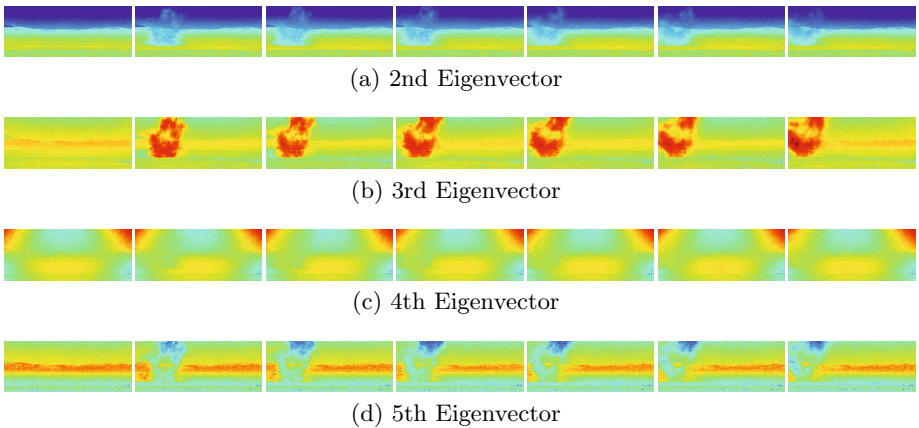 (a) 2nd Eigenvector
(b) 3rd Eigenvector
(c) 4th Eigenvector
(d) 5th Eigenvector